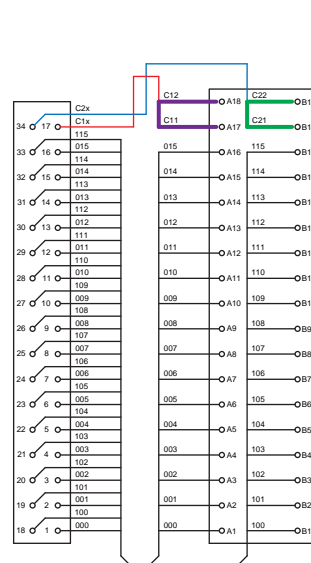 C2x
34 17 C1x
115
33 16 015
114
32 15 014
113
31 14 013
112
30 13 012
111
29 12 011
110
28 11 010
109
27 10 009
108
26 9 008
107
25 8 007
106
24 7 006
105
23 6 005
104
22 5 004
103
21 4 003
102
20 3 002
101
19 2 001
100
18 1 000
C12 A18 C22 B1
C11 A17 C21 B1
015 A16 115 B1
014 A15 114 B1
013 A14 113 B1
012 A13 112 B1
011 A12 111 B1
010 A11 110 B1
009 A10 109 B1
008 A9 108 B9
007 A8 107 B8
006 A7 106 B7
005 A6 105 B6
004 A5 104 B5
003 A4 103 B4
002 A3 102 B3
001 A2 101 B2
000 A1 100 B1